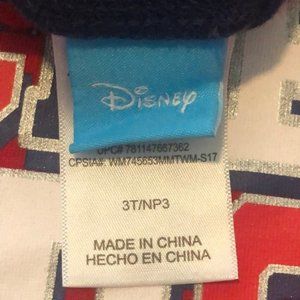 Disney
UPC# 781147667362
CPSIA#: WM745653MMTWM-S17
3T/NP3
MADE IN CHINA
HECHO EN CHINA